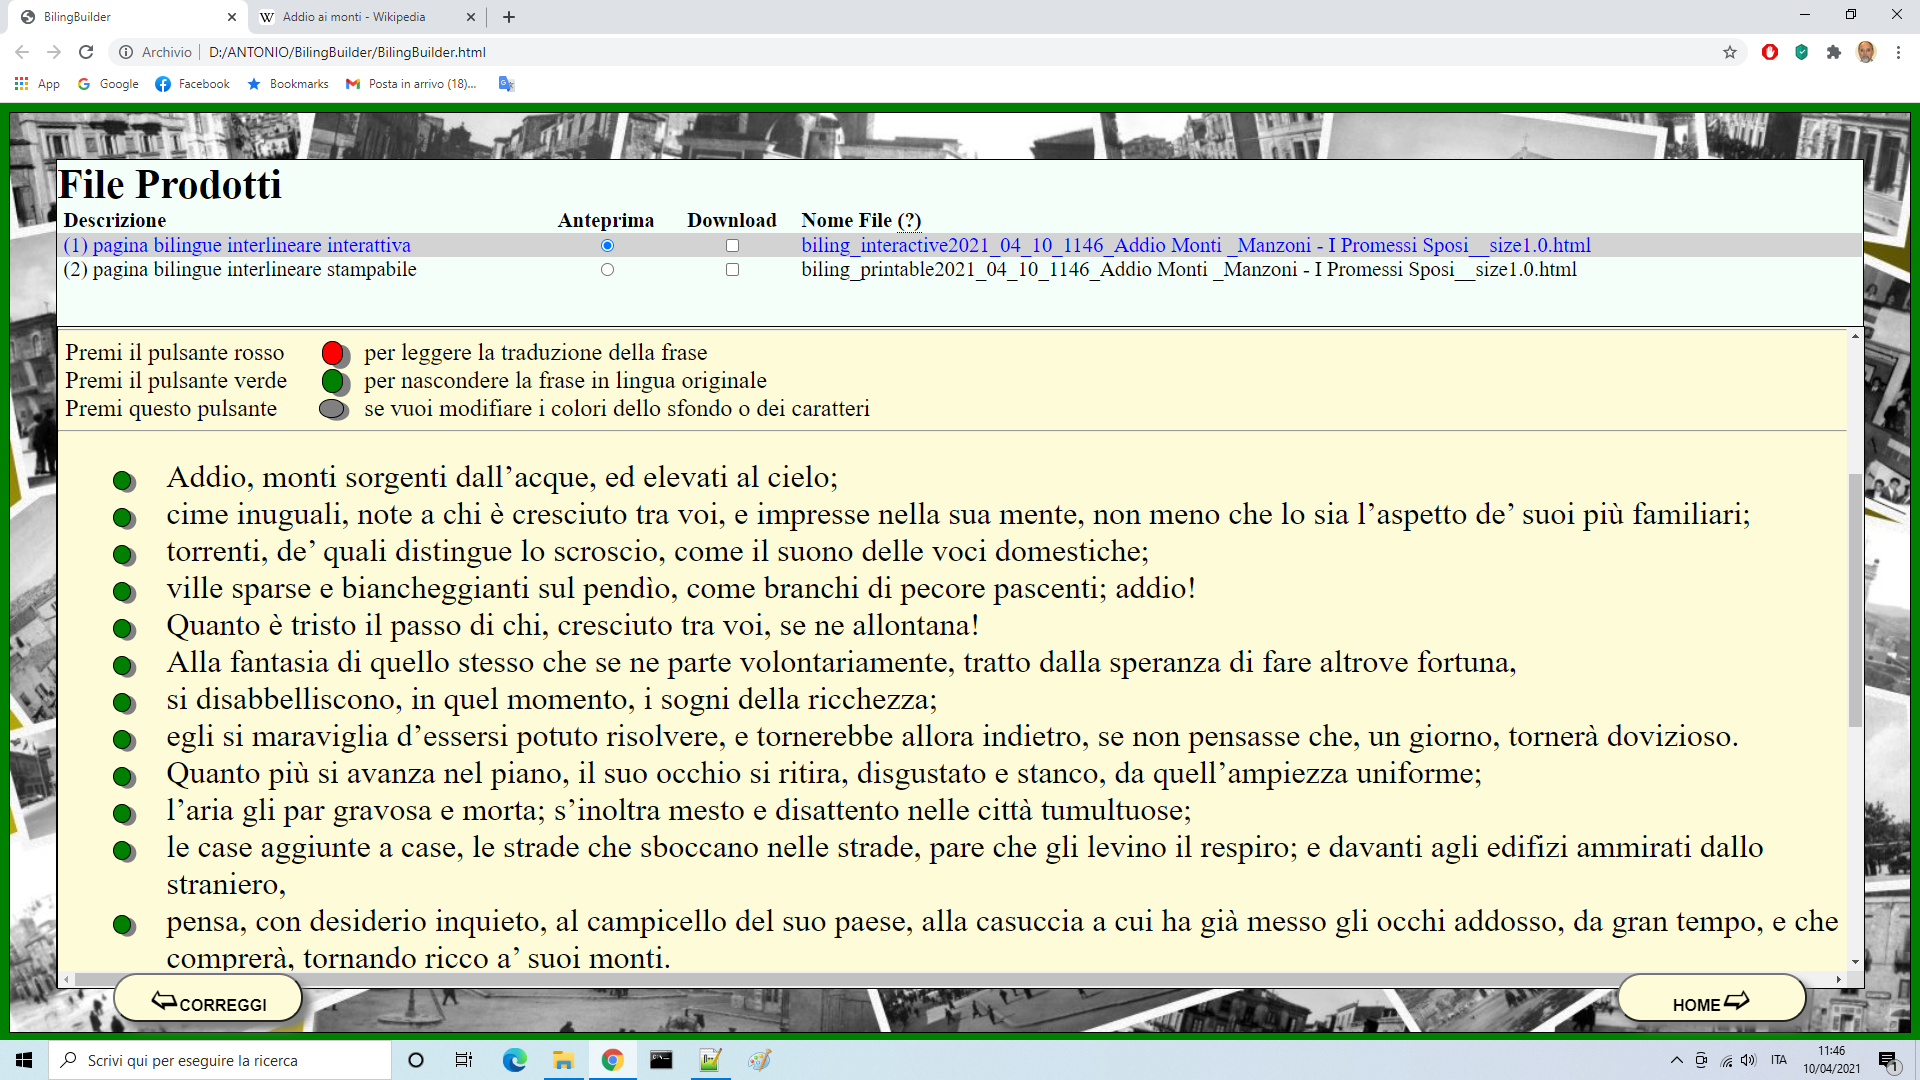 BilingBuilder
Addio ai monti - Wikipedia
Archivio
D:/ANTONIO/BilingBuilder/BilingBuilder.html
App Google Facebook Bookmarks Posta in arrivo (18)...
File Prodotti
Descrizione Anteprima Download Nome File (?)
(1) pagina bilingue interlineare interattiva biling_interactive2021_04_10_1146_Addio Monti _Manzoni - I Promessi Sposi__size1.0.html
(2) pagina bilingue interlineare stampabile biling_printable2021_04_10_1146_Addio Monti _Manzoni - I Promessi Sposi__size1.0.html
Premi il pulsante rosso per leggere la traduzione della frase
Premi il pulsante verde per nascondere la frase in lingua originale
Premi questo pulsante se vuoi modifiare i colori dello sfondo o dei caratteri
Addio, monti sorgenti dall’acque, ed elevati al cielo;
cime inuguali, note a chi è cresciuto tra voi, e impresse nella sua mente, non meno che lo sia l’aspetto de’ suoi più familiari;
torrenti, de’ quali distingue lo scroscio, come il suono delle voci domestiche;
ville sparse e biancheggianti sul pendìo, come branchi di pecore pascenti; addio!
Quanto è tristo il passo di chi, cresciuto tra voi, se ne allontana!
Alla fantasia di quello stesso che se ne parte volontariamente, tratto dalla speranza di fare altrove fortuna,
si disabbelliscono, in quel momento, i sogni della ricchezza;
egli si maraviglia d’essersi potuto risolvere, e tornerebbe allora indietro, se non pensasse che, un giorno, tornerà dovizioso.
Quanto più si avanza nel piano, il suo occhio si ritira, disgustato e stanco, da quell’ampiezza uniforme;
l’aria gli par gravosa e morta; s’inoltra mesto e disattento nelle città tumultuose;
le case aggiunte a case, le strade che sboccano nelle strade, pare che gli levino il respiro; e davanti agli edifizi ammirati dallo
straniero,
pensa, con desiderio inquieto, al campicello del suo paese, alla casuccia a cui ha già messo gli occhi addosso, da gran tempo, e che
comprerà, tornando ricco a’ suoi monti.
CORREGGI
HOME
Scrivi qui per eseguire la ricerca
ITA
11:46
10/04/2021
1